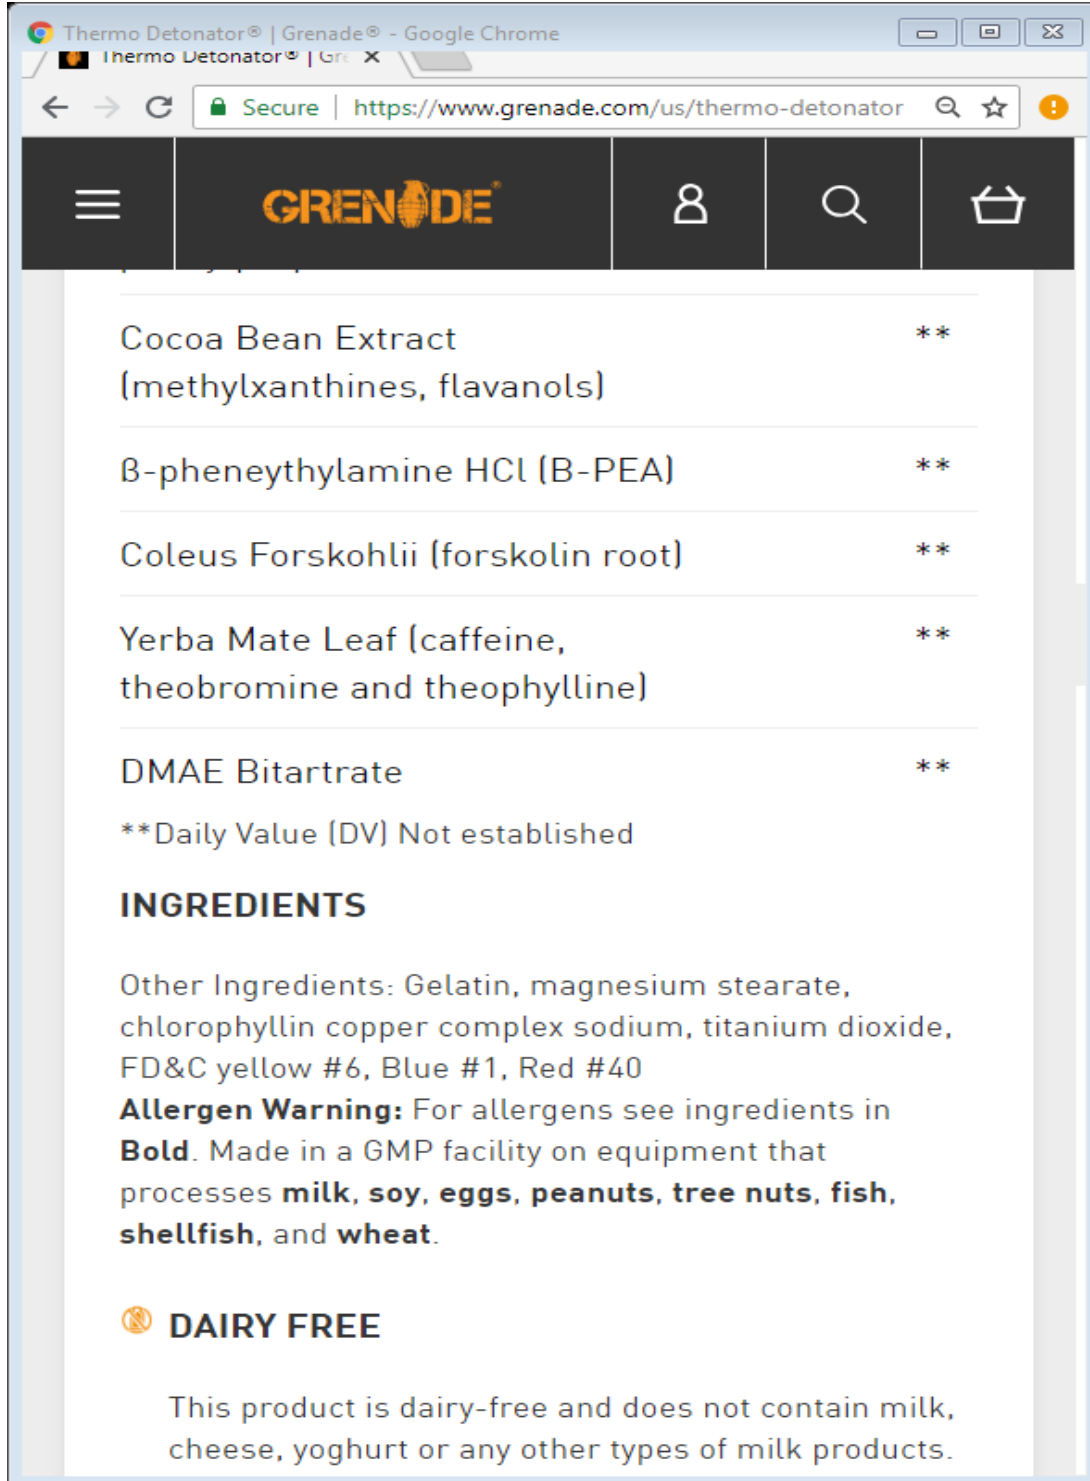 Thermo Detonator® | Grenade® - Google Chrome
Thermo Detonator® | Gre
Secure | https://www.grenade.com/us/thermo-detonator
GRENADE®
Cocoa Bean Extract **
(methylxanthines, flavanols)
ß-pheneythylamine HCl (B-PEA) **
Coleus Forskohlii (forskolin root) **
Yerba Mate Leaf (caffeine, **
theobromine and theophylline)
DMAE Bitartrate **
**Daily Value (DV) Not established
INGREDIENTS
Other Ingredients: Gelatin, magnesium stearate,
chlorophyllin copper complex sodium, titanium dioxide,
FD&C yellow #6, Blue #1, Red #40
Allergen Warning: For allergens see ingredients in
Bold. Made in a GMP facility on equipment that
processes milk, soy, eggs, peanuts, tree nuts, fish,
shellfish, and wheat.
DAIRY FREE
This product is dairy-free and does not contain milk,
cheese, yoghurt or any other types of milk products.